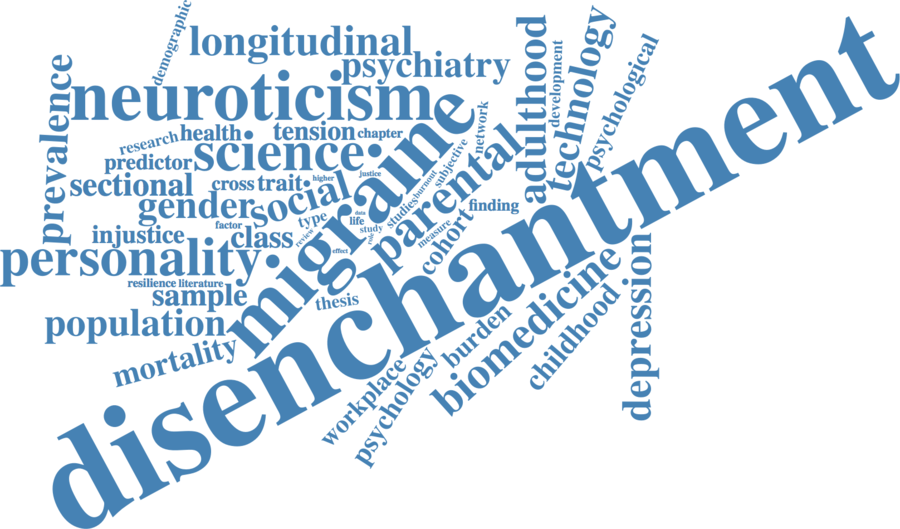 demographic
longitudinal
psychiatry
prevalence
neuroticism
adulthood
development
technology
psychological
research
health
tension
chapter
network
predictor
science
migraine
disenchantment
sectional
cross
trait
higher
justice
burnout
subjective
parental
gender
social
type
data
life
studies
finding
injustice
factor
class
review
study
role
measure
cohort
personality
effect
resilience
literature
sample
thesis
population
mortality
workplace
psychology
burden
biomedicine
childhood
depression